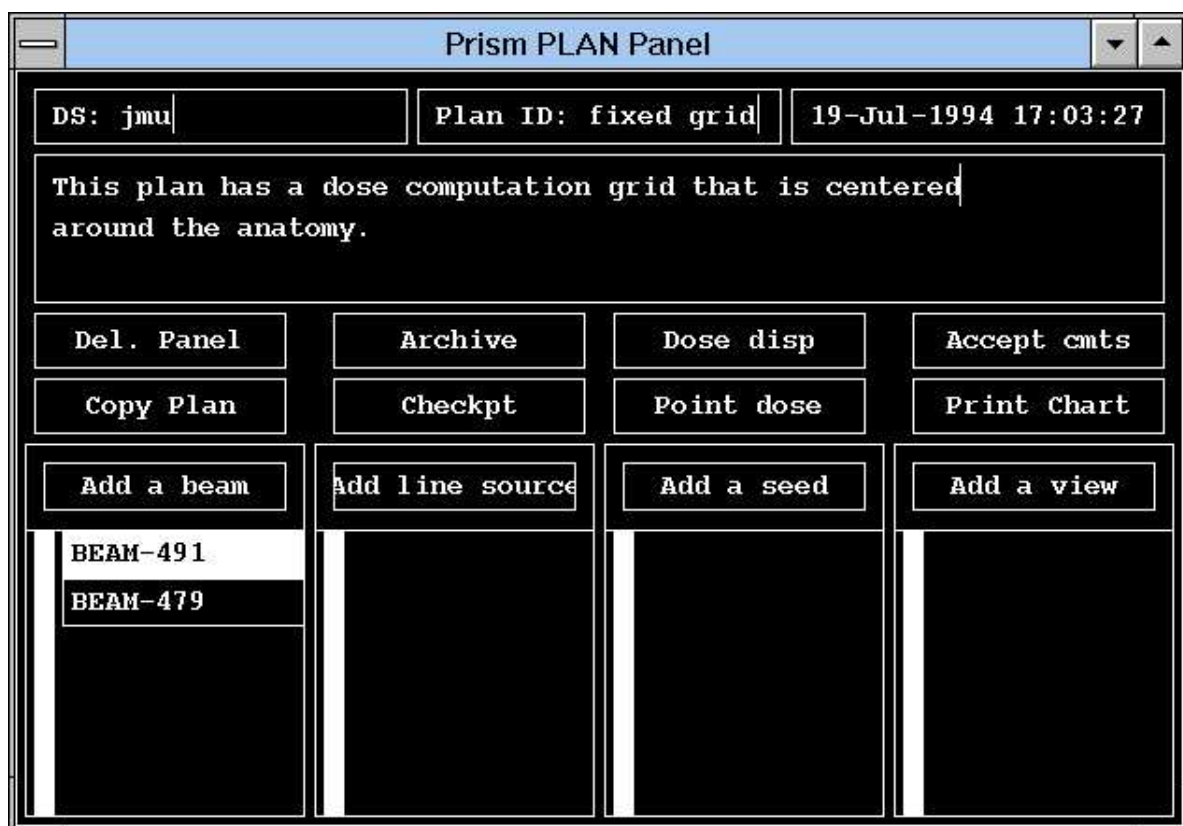 Prism PLAN Panel
DS: jmu
Plan ID: fixed grid
19-Jul-1994 17:03:27
This plan has a dose computation grid that is centered
around the anatomy.
Del. Panel
Archive
Dose disp
Accept cmts
Copy Plan
Checkpt
Point dose
Print Chart
Add a beam
Add line source
Add a seed
Add a view
BEAM-491
BEAM-479